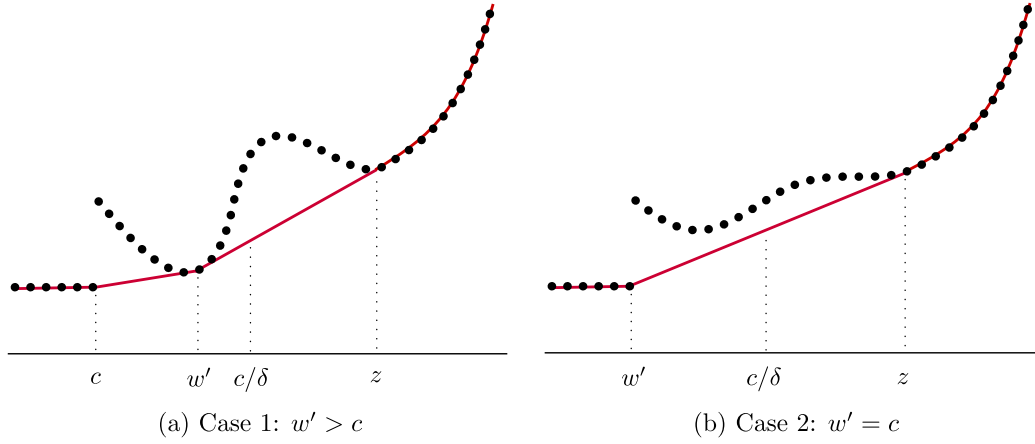 c w′ c/δ z
w′ c/δ z
(a) Case 1: w′ > c
(b) Case 2: w′ = c